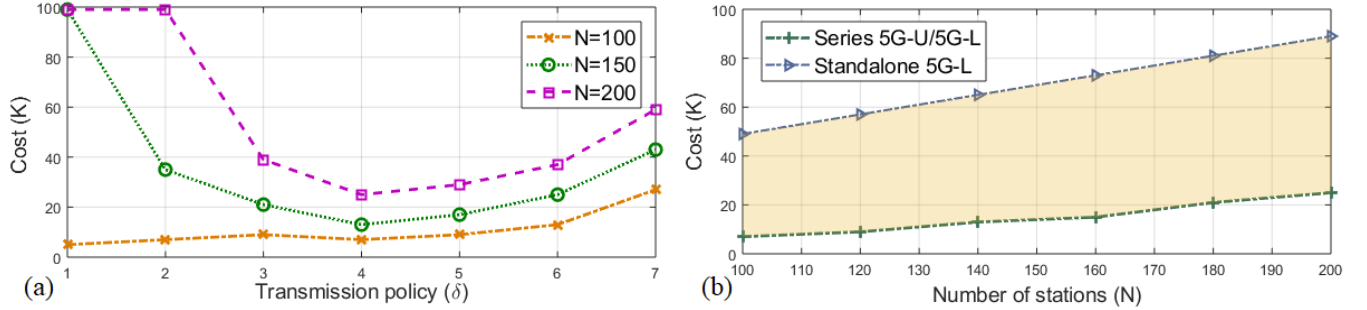 100
80
60
40
20
0
Cost (K)
N=100
N=150
N=200
1 2 3 4 5 6 7
Transmission policy (δ)
(a)
100
80
60
40
20
0
Cost (K)
Series 5G-U/5G-L
Standalone 5G-L
100 110 120 130 140 150 160 170 180 190 200
Number of stations (N)
(b)